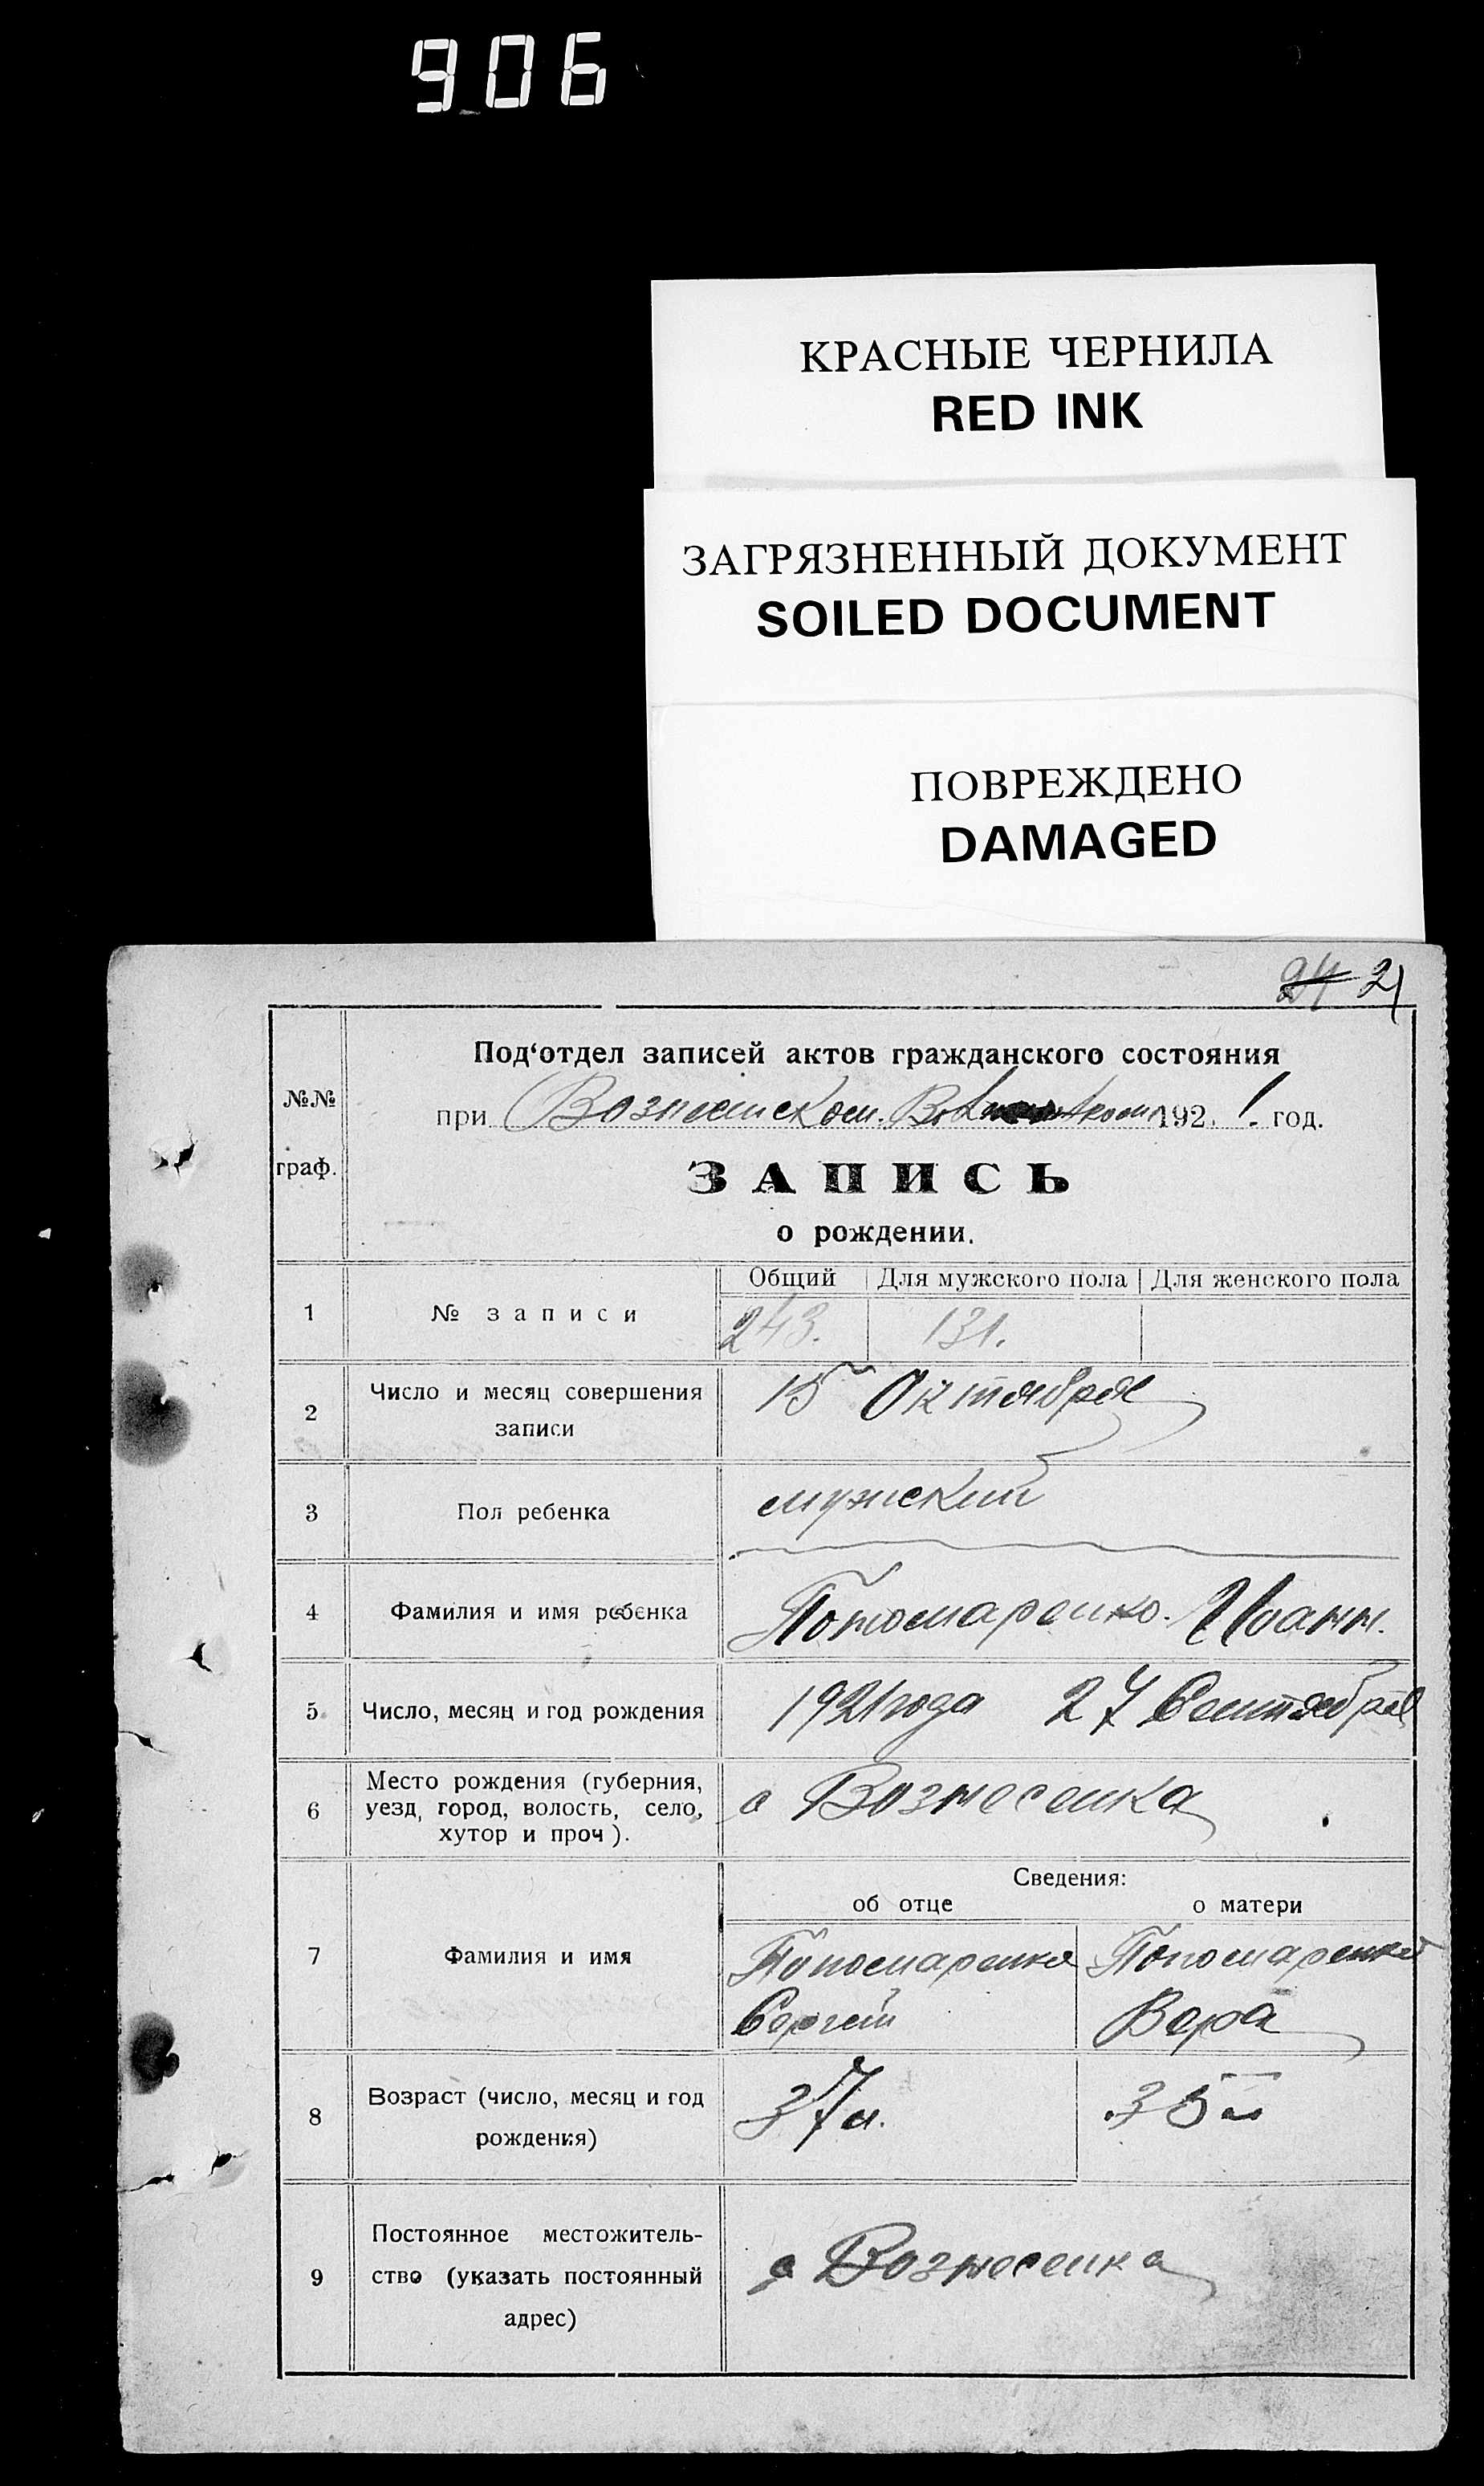 906
КРАСНЫЕ ЧЕРНИЛА
RED INK
ЗАГРЯЗНЕННЫЙ ДОКУМЕНТ
SOILED DOCUMENT
ПОВРЕЖДЕНО
DAMAGED
24 21
№№
граф.
Под‘отдел записей актов гражданского состояния
при 192 1 год.
ЗАПИСЬ
о рождении.
1
№ записи
Общий Для мужского пола Для женского пола
243. 131.
2
Число и месяц совершения
записи
15 Октября
3
Пол ребенка
мужский
4
Фамилия и имя ребенка
Пономаренко. Иоанн.
5
Число, месяц и год рождения
1921 года 27 Сентября
6
Место рождения (губерния,
уезд, город, волость, село,
хутор и проч).
с Вознесенка
Сведения:
об отце о матери
7
Фамилия и имя
Пономаренко Пономаренко
Сергей Вера
8
Возраст (число, месяц и год
рождения)
37 л. 35 л
9
Постоянное местожитель-
ство (указать постоянный
адрес)
с Вознесенка